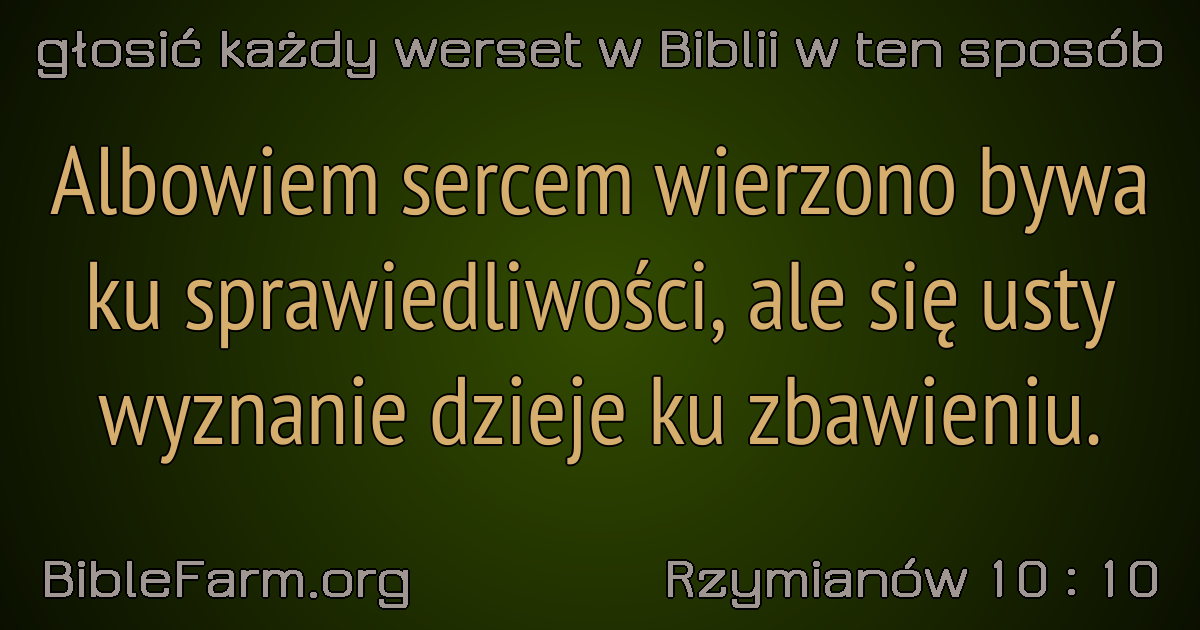 głosić każdy werset w Biblii w ten sposób
Albowiem sercem wierzono bywa
ku sprawiedliwości, ale się usty
wyznanie dzieje ku zbawieniu.
BibleFarm.org
Rzymianów 10 : 10